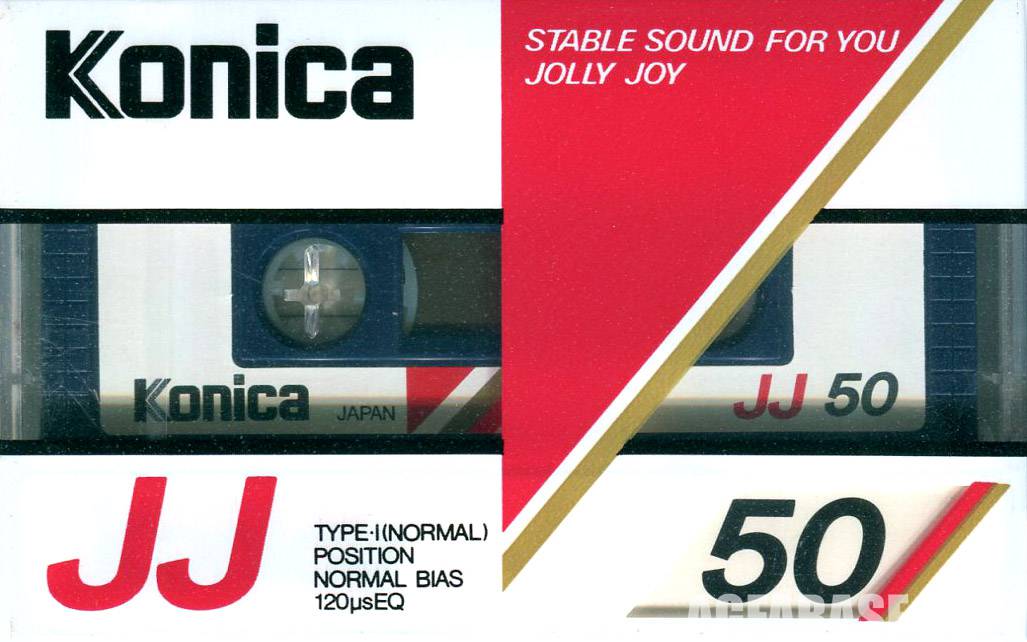 Konica
STABLE SOUND FOR YOU
JOLLY JOY
Konica
JAPAN
JJ 50
JJ
TYPE·I(NORMAL)
POSITION
NORMAL BIAS
120µsEQ
50
AGFABASE